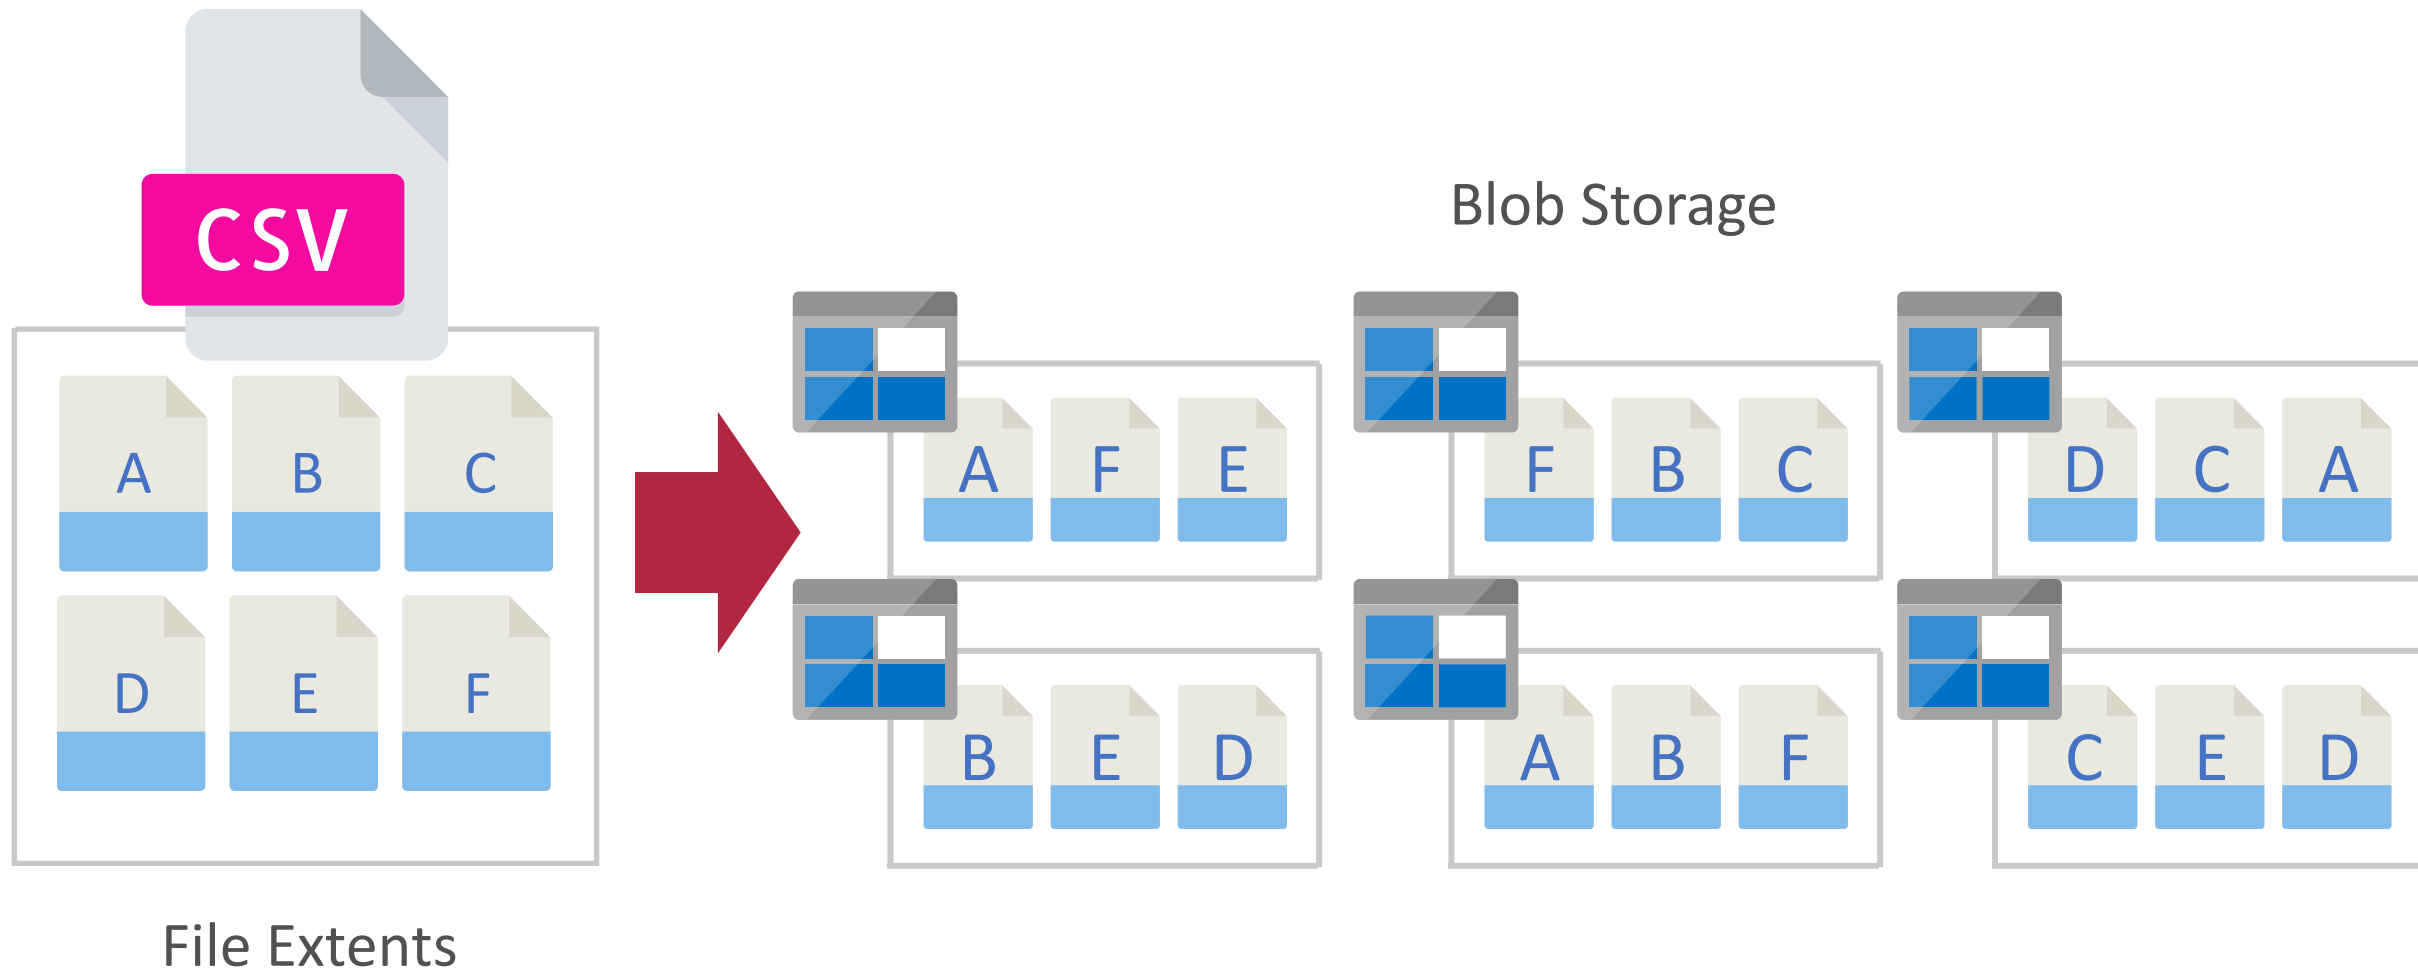 CSV
A B C
D E F
File Extents
Blob Storage
A F E
F B C
D C A
B E D
A B F
C E D